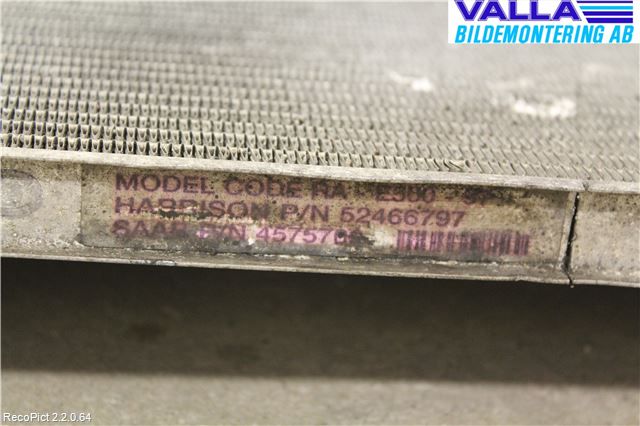 VALLA
BILDEMONTERING AB
MODEL CODE RA
HARRISON P/N 52466797
SAAB P/N
RecoPict 2.2.0.64